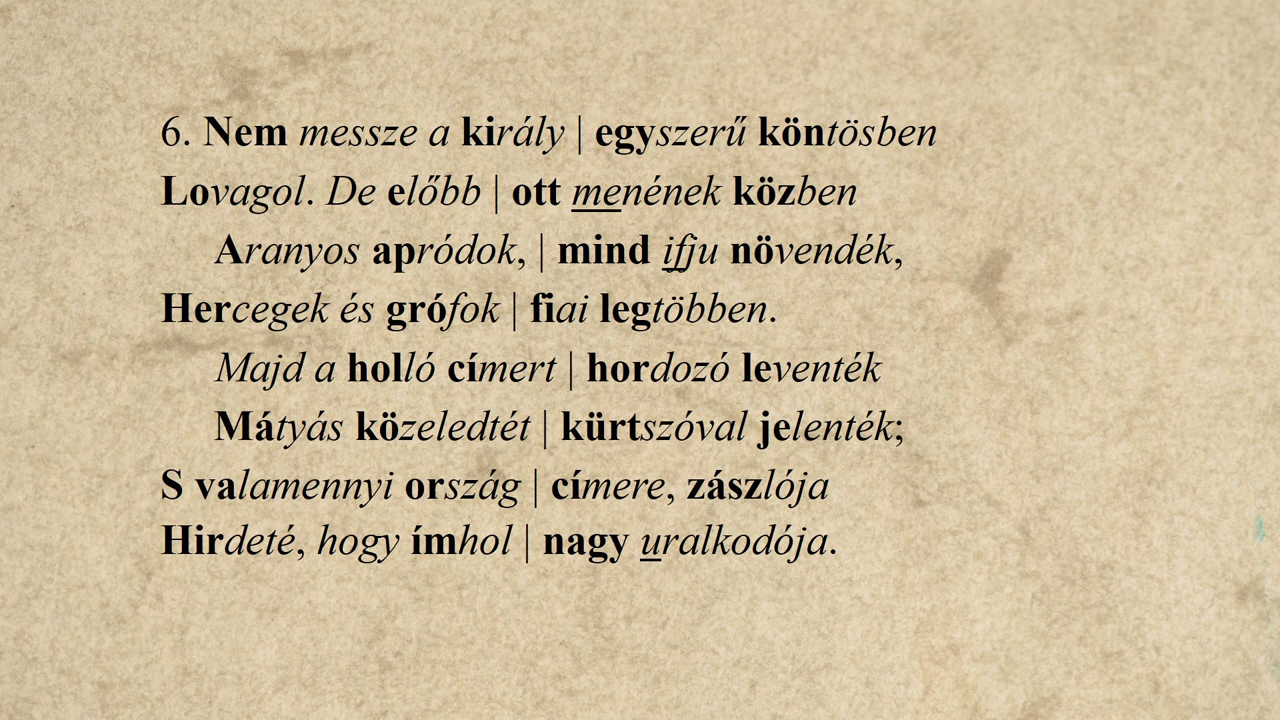 6. Nem messze a király | egyszerű köntösben
Lovagol. De előbb | ott menének közben
Aranyos apródok, | mind ifju növendék,
Hercegek és grófok | fiai legtöbben.
Majd a holló címert | hordozó leventék
Mátyás közeledtét | kürtszóval jelenték;
S valamennyi ország | címere, zászlója
Hirdeté, hogy ímhol | nagy uralkodója.